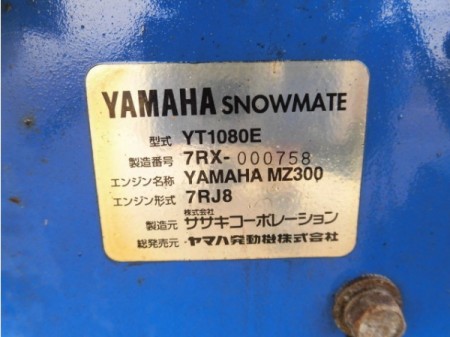 YAMAHA SNOWMATE
型式 YT1080E
製造番号 7RX-000758
エンジン名称 YAMAHA MZ300
エンジン形式 7RJ8
製造元 株式会社 ササキコーポレーション
総発売元 ヤマハ発動機株式会社